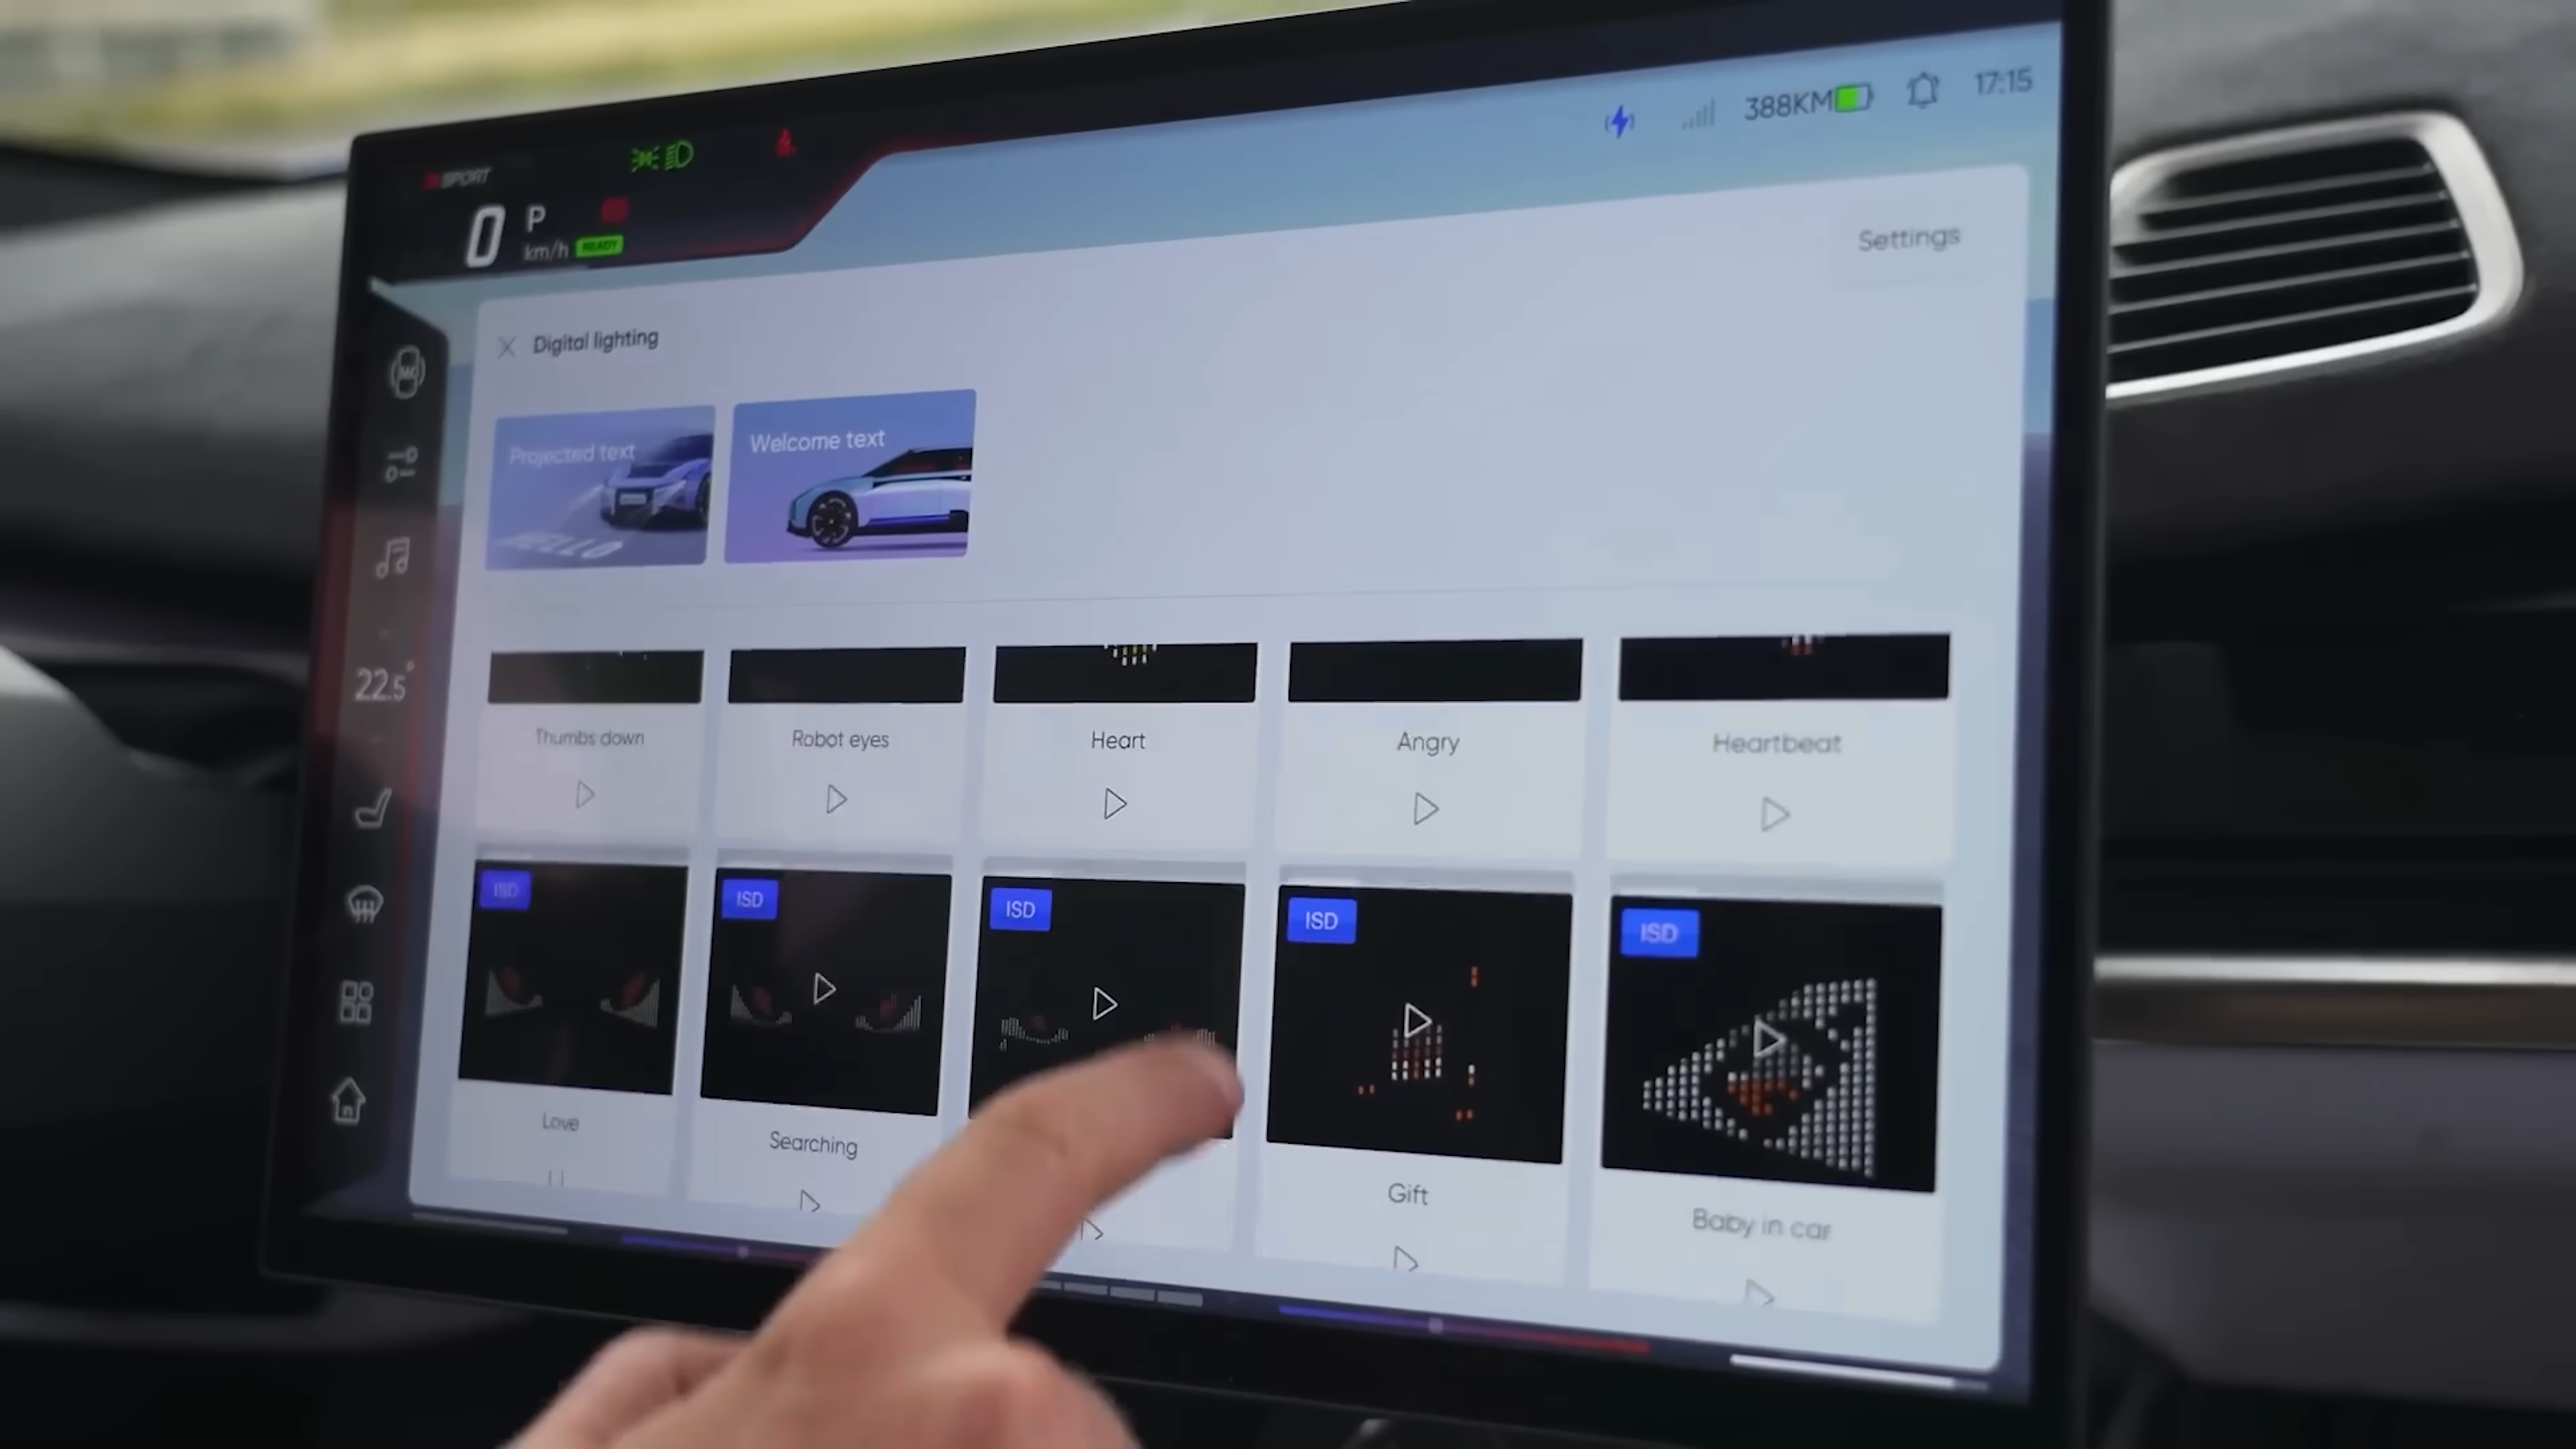 SPORT
0
P
km/h
READY
388KM
17:15
Settings
Digital lighting
Projected text
Welcome text
HELLO
22.5°
Thumbs down
Robot eyes
Heart
Angry
Heartbeat
ISD
ISD
ISD
ISD
ISD
Love
Searching
Gift
Baby in car